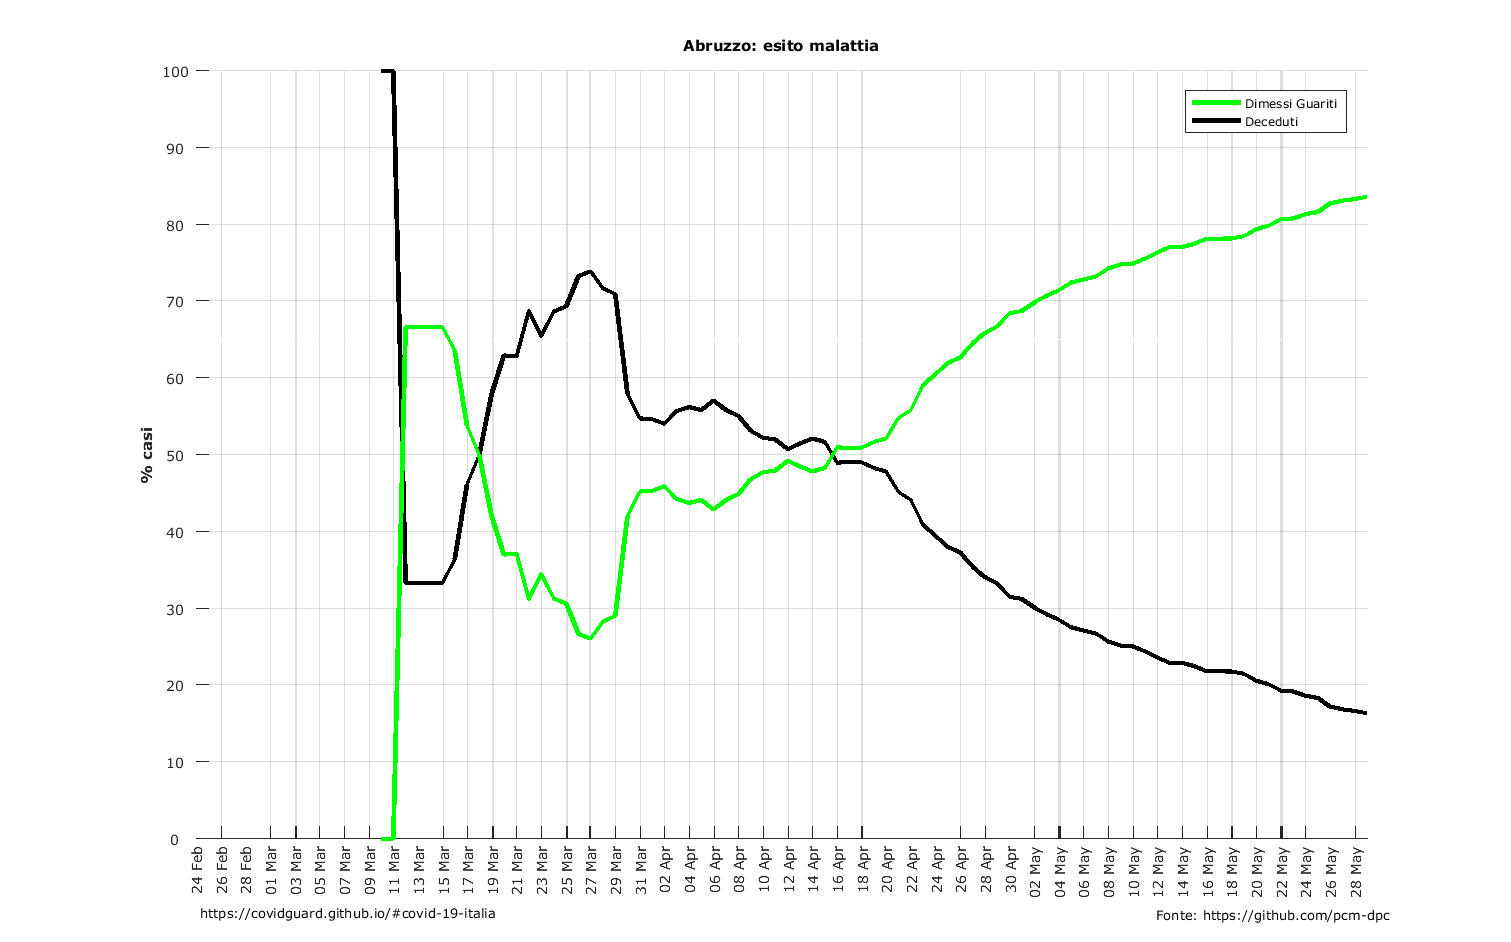 Abruzzo: esito malattia
Dimessi Guariti
Deceduti
% casi
100
90
80
70
60
50
40
30
20
10
0
24 Feb
26 Feb
28 Feb
01 Mar
03 Mar
05 Mar
07 Mar
09 Mar
11 Mar
13 Mar
15 Mar
17 Mar
19 Mar
21 Mar
23 Mar
25 Mar
27 Mar
29 Mar
31 Mar
02 Apr
04 Apr
06 Apr
08 Apr
10 Apr
12 Apr
14 Apr
16 Apr
18 Apr
20 Apr
22 Apr
24 Apr
26 Apr
28 Apr
30 Apr
02 May
04 May
06 May
08 May
10 May
12 May
14 May
16 May
18 May
20 May
22 May
24 May
26 May
28 May
https://covidguard.github.io/#covid-19-italia
Fonte: https://github.com/pcm-dpc